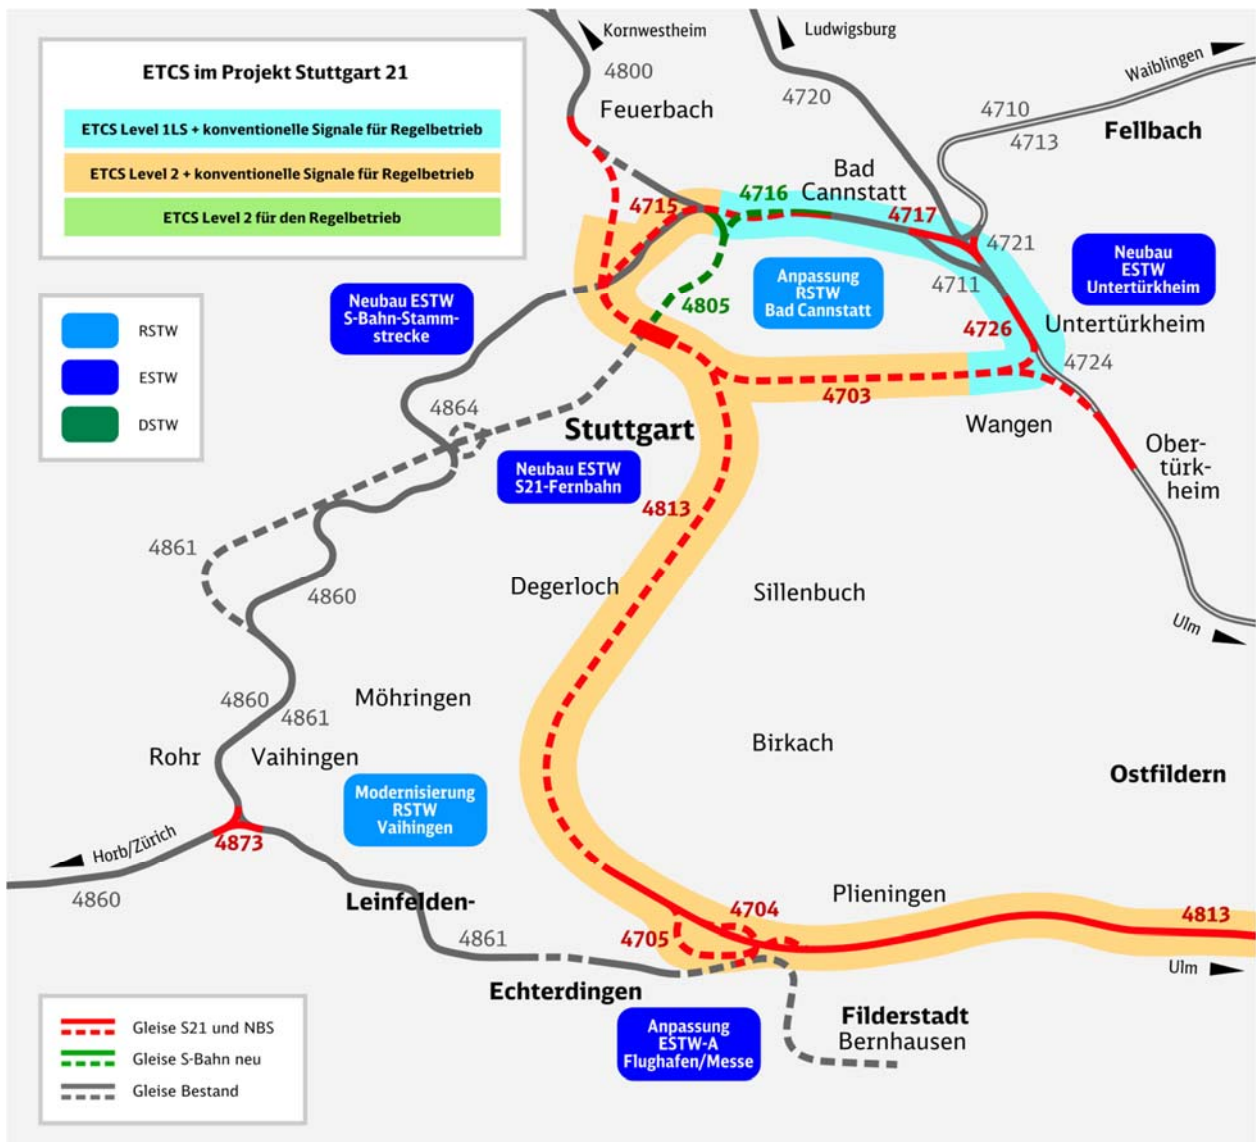 Kornwestheim
Ludwigsburg
ETCS im Projekt Stuttgart 21
4800
Waiblingen
4720
4710
Feuerbach
ETCS Level 1LS + konventionelle Signale für Regelbetrieb
4713
Fellbach
ETCS Level 2 + konventionelle Signale für Regelbetrieb
Bad
Cannstatt
4716
4715
4717
ETCS Level 2 für den Regelbetrieb
4721
Neubau
ESTW
Untertürkheim
Anpassung
RSTW
Bad Cannstatt
4711
Neubau ESTW
S-Bahn-Stamm-
strecke
4805
RSTW
4726
Untertürkheim
4724
ESTW
4703
4864
DSTW
Wangen
Stuttgart
Ober-
türk-
heim
Neubau ESTW
S21-Fernbahn
4813
4861
Degerloch
Sillenbuch
4860
Ulm
4860
Möhringen
4861
Birkach
Rohr
Vaihingen
Ostfildern
Modernisierung
RSTW
Vaihingen
Horb/Zürich
4873
4860
Leinfelden-
Plieningen
4704
4813
4705
4861
Ulm
Echterdingen
Filderstadt
Bernhausen
Anpassung
ESTW-A
Flughafen/Messe
Gleise S21 und NBS
Gleise S-Bahn neu
Gleise Bestand